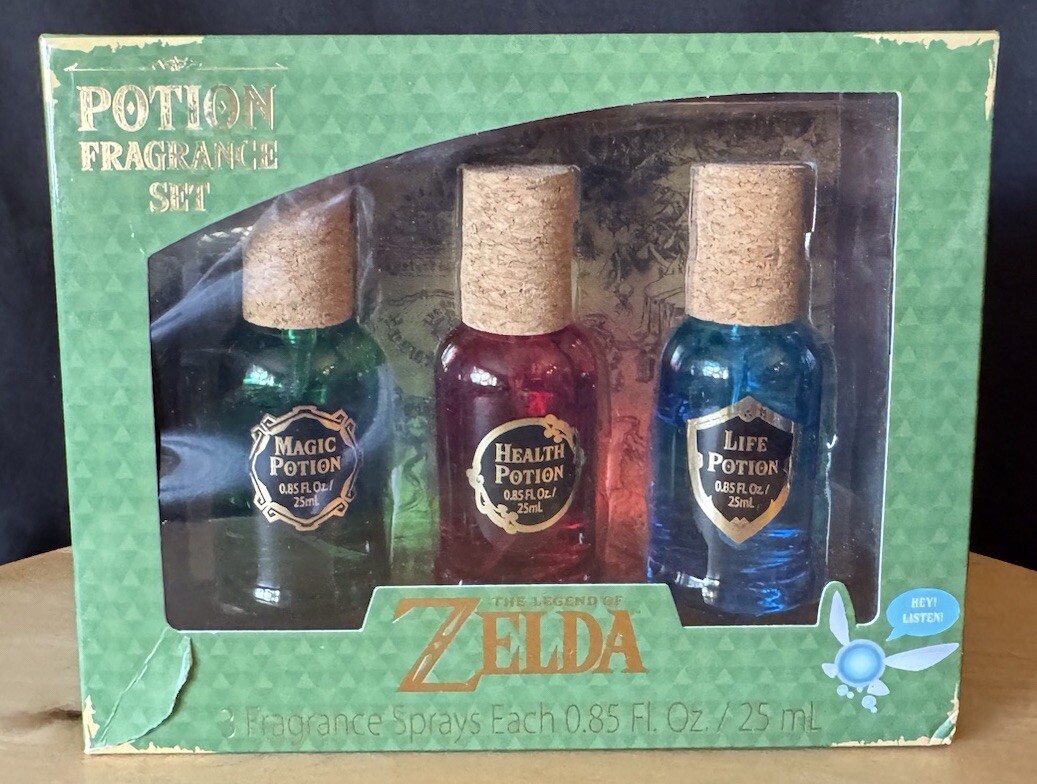 POTION
FRAGRANCE
SET
MAGIC
POTION
0.85 FL. OZ./
25mL
HEALTH
POTION
0.85 FL. OZ./
25mL
LIFE
POTION
0.85 FL. OZ./
25mL
THE LEGEND OF
ZELDA
HEY!
LISTEN!
3 Fragrance Sprays Each 0.85 Fl. Oz. / 25 mL